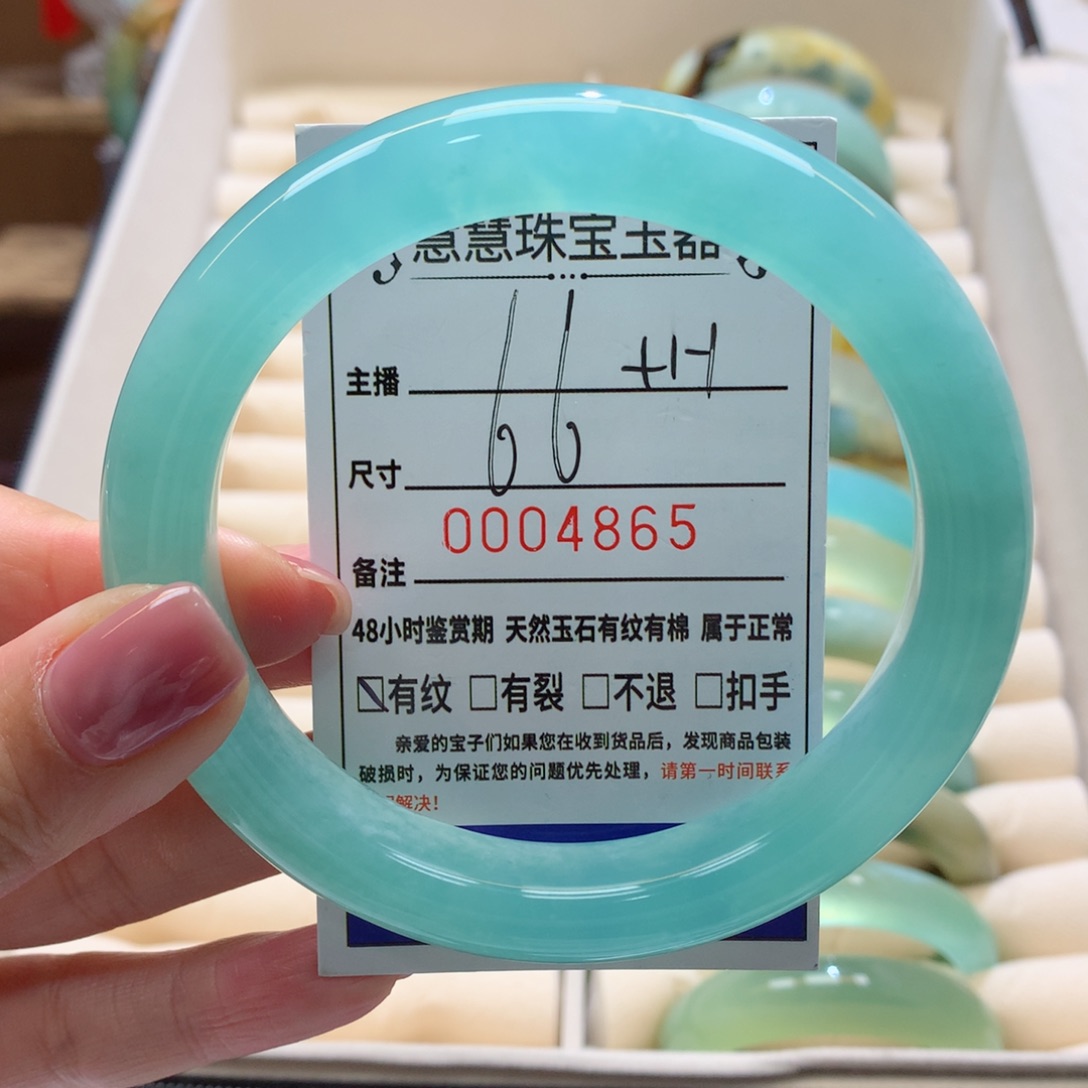 慧慧珠宝玉器
主播
尺寸 66
0004865
备注
48小时鉴赏期 天然玉石有纹有棉 属于正常
☑有纹 ☐有裂 ☐不退 ☐扣手
亲爱的宝子们如果您在收到货品后，发现商品包装
破损时，为保证您的问题优先处理，请第一时间联系
解决！